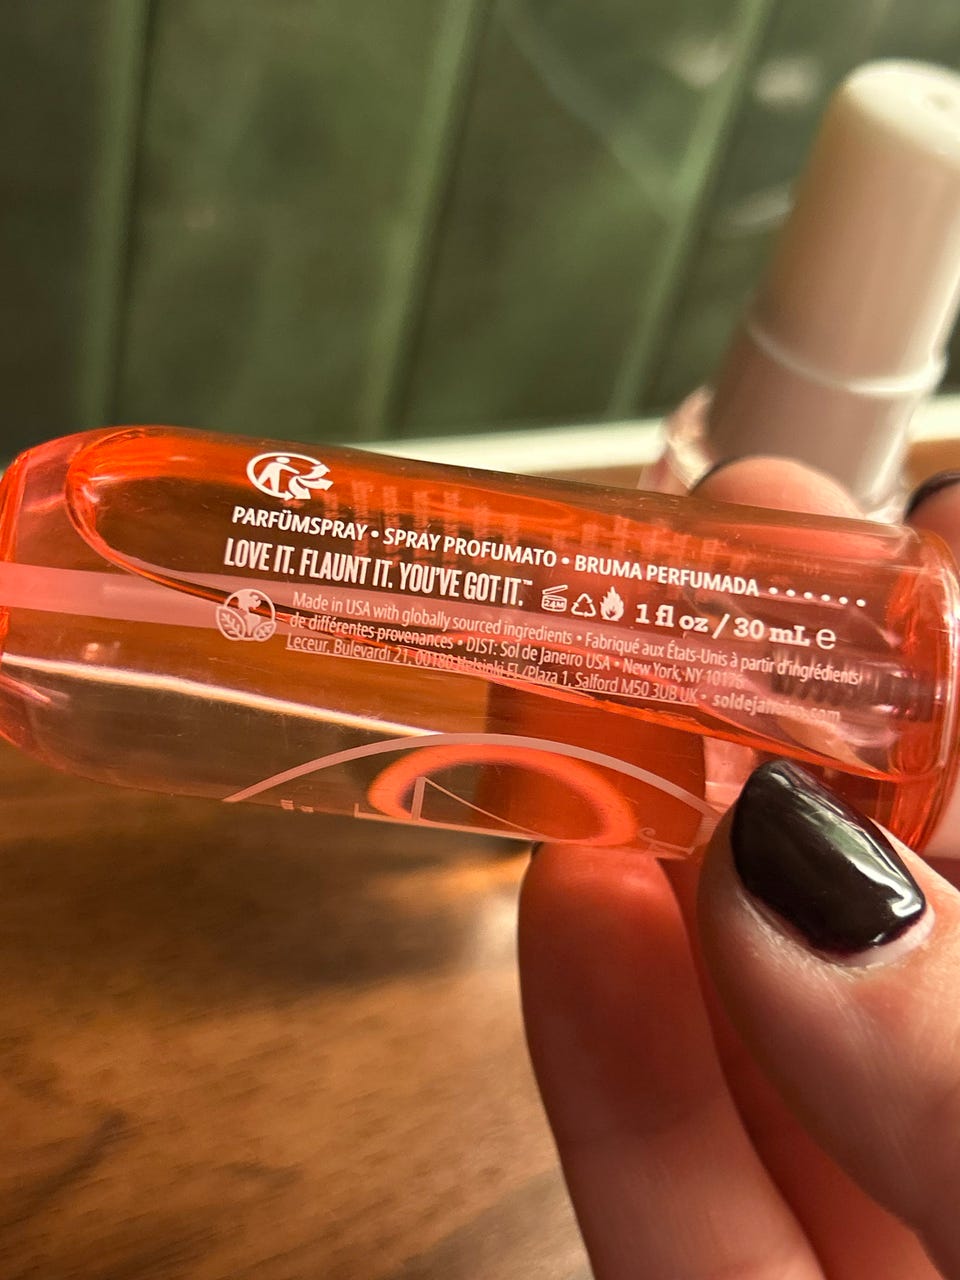 PARFÜMSPRAY • SPRAY PROFUMATO • BRUMA PERFUMADA
LOVE IT. FLAUNT IT. YOU'VE GOT IT.™
24M 1 fl oz / 30 mL ℮
Made in USA with globally sourced ingredients • Fabriqué aux États-Unis à partir d'ingrédients
de différentes provenances • DIST: Sol de Janeiro USA • New York, NY
Leceur, Bulevardi 21, 00180 Helsinki FI /Plaza 1, Salford M50 3UB UK • soldejaneiro.com